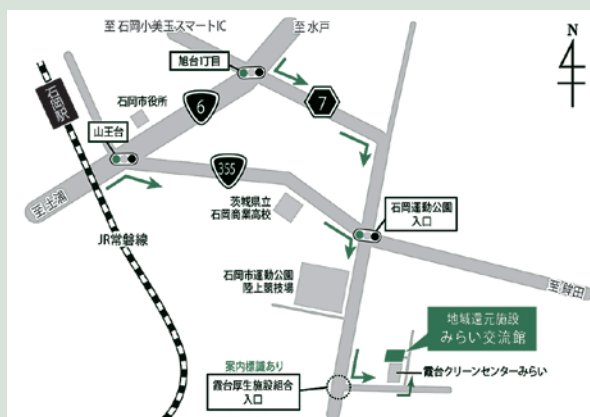 至 石岡小美玉スマートIC
至 水戸
N
旭台1丁目
石岡駅
石岡市役所
6
7
山王台
355
至 土浦
茨城県立
石岡商業高校
石岡運動公園
入口
JR常磐線
石岡市運動公園
陸上競技場
至 鉾田
地域還元施設
みらい交流館
案内標識あり
霞台クリーンセンターみらい
霞台厚生施設組合
入口